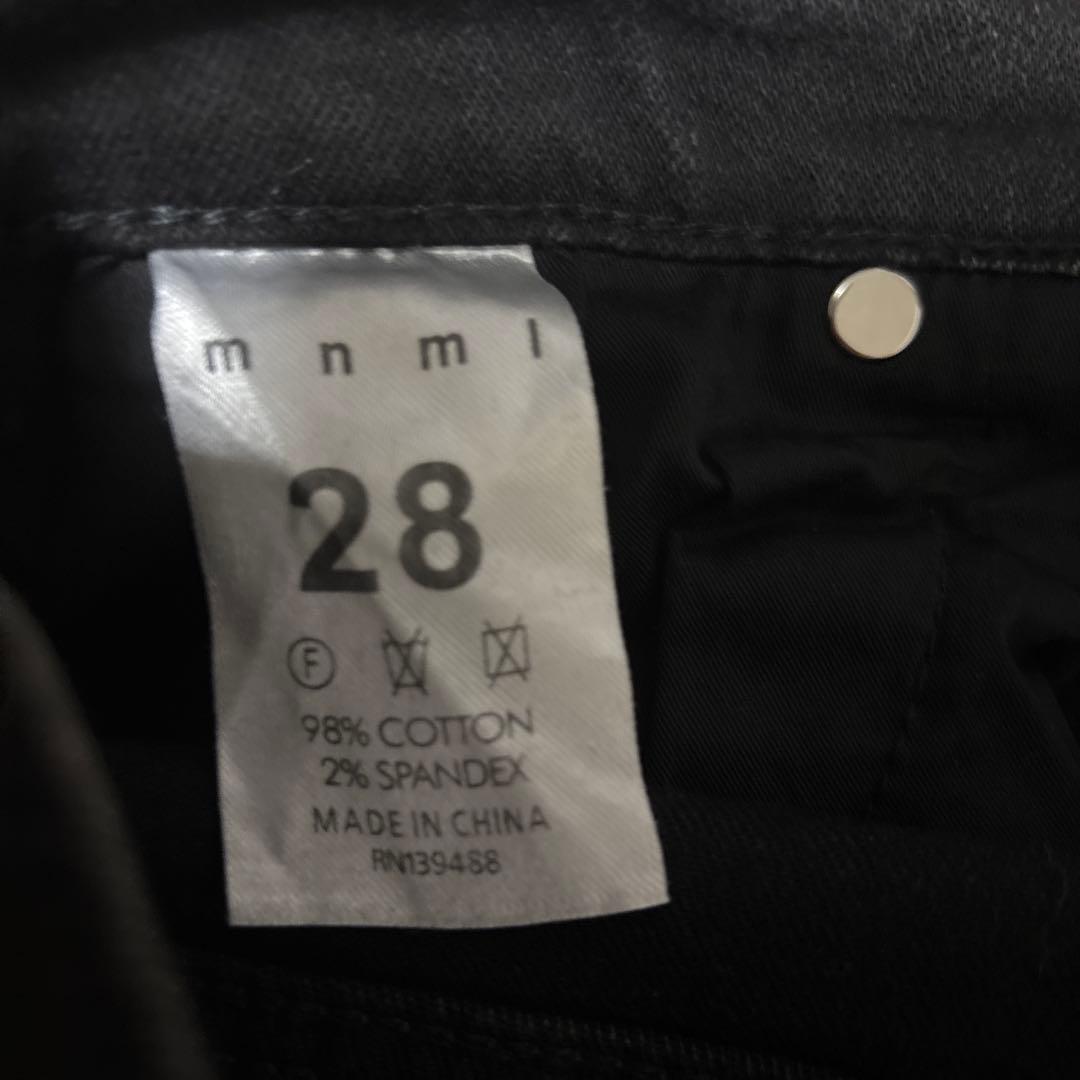 m n m l
28
F
98% COTTON
2% SPANDEX
MADE IN CHINA
RN139488